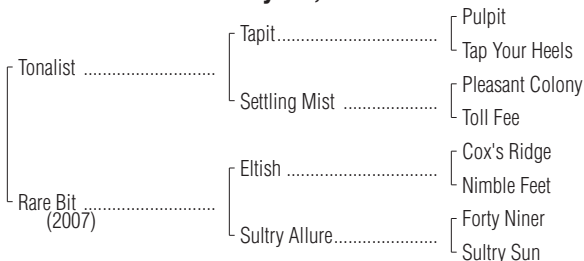 Tonalist ............................
Rare Bit ............................
(2007)
Tapit..................................
Settling Mist ....................
Eltish ................................
Sultry Allure......................
Pulpit
Tap Your Heels
Pleasant Colony
Toll Fee
Cox's Ridge
Nimble Feet
Forty Niner
Sultry Sun